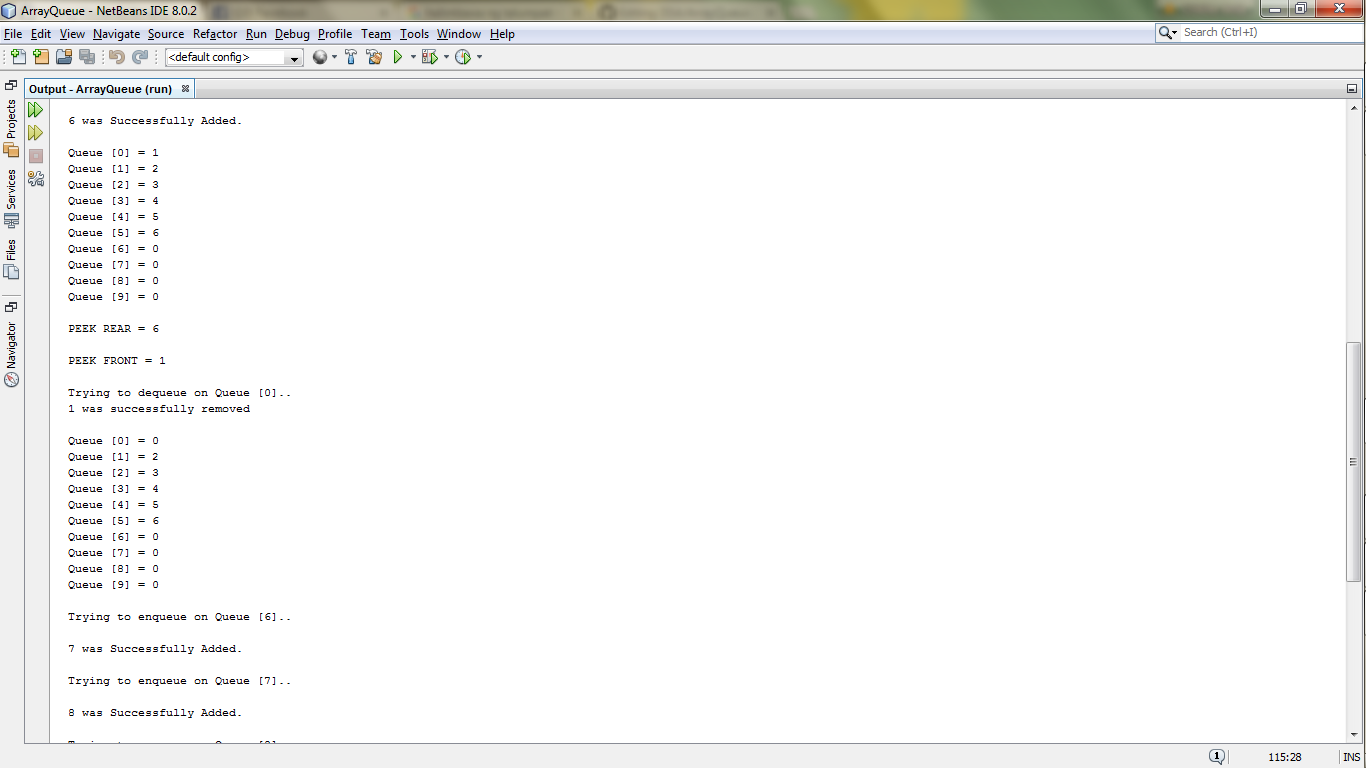 ArrayQueue - NetBeans IDE 8.0.2
File Edit View Navigate Source Refactor Run Debug Profile Team Tools Window Help
Search (Ctrl+I)
<default config>
Output - ArrayQueue (run)
Projects
Services
Files
Navigator
6 was Successfully Added.
Queue [0] = 1
Queue [1] = 2
Queue [2] = 3
Queue [3] = 4
Queue [4] = 5
Queue [5] = 6
Queue [6] = 0
Queue [7] = 0
Queue [8] = 0
Queue [9] = 0
PEEK REAR = 6
PEEK FRONT = 1
Trying to dequeue on Queue [0]..
1 was successfully removed
Queue [0] = 0
Queue [1] = 2
Queue [2] = 3
Queue [3] = 4
Queue [4] = 5
Queue [5] = 6
Queue [6] = 0
Queue [7] = 0
Queue [8] = 0
Queue [9] = 0
Trying to enqueue on Queue [6]..
7 was Successfully Added.
Trying to enqueue on Queue [7]..
8 was Successfully Added.
1
115:28
INS